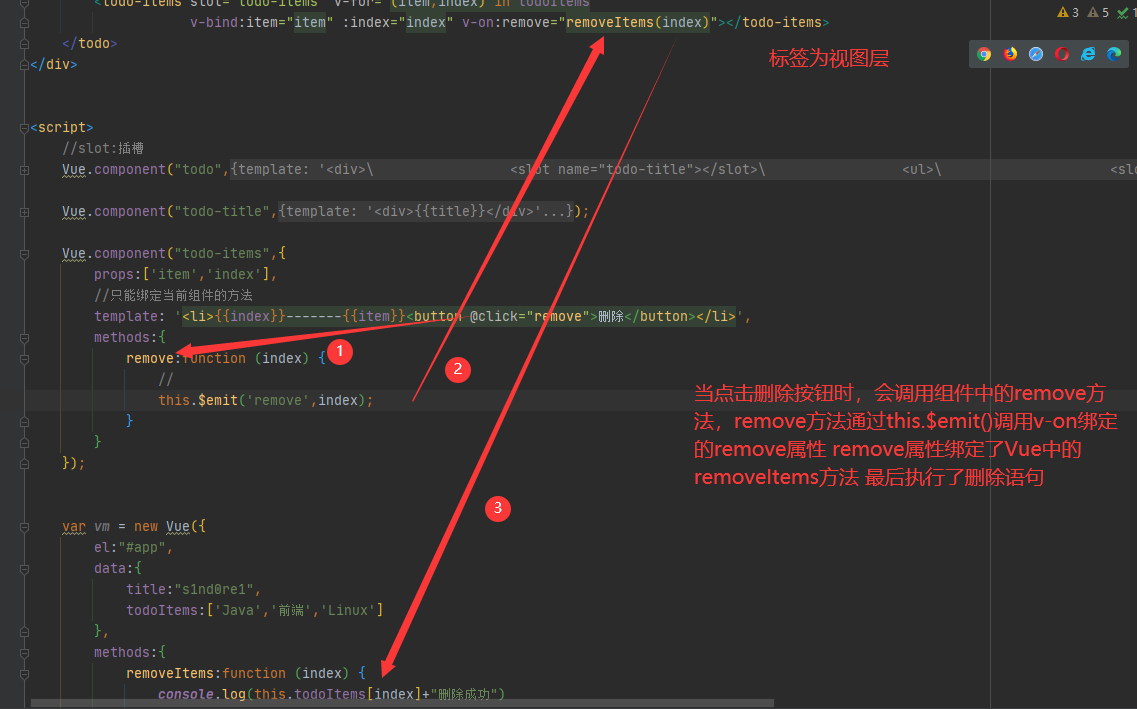 <todo-items slot="todo-items" v-for="(item,index) in todoItems"
v-bind:item="item" :index="index" v-on:remove="removeItems(index)"></todo-items>
3 5 1
</todo>
标签为视图层
</div>
<script>
//slot:插槽
Vue.component("todo",{template: '<div>\ <slot name="todo-title"></slot>\ <ul>\ <slo
Vue.component("todo-title",{template: '<div>{{title}}</div>'...});
Vue.component("todo-items",{
props:['item','index'],
//只能绑定当前组件的方法
template: '<li>{{index}}-------{{item}}<button @click="remove">删除</button></li>',
methods:{
remove:function (index) {
1
//
2
this.$emit('remove',index);
当点击删除按钮时，会调用组件中的remove方
法，remove方法通过this.$emit()调用v-on绑定
的remove属性 remove属性绑定了Vue中的
removeItems方法 最后执行了删除语句
}
}
});
3
var vm = new Vue({
el:"#app",
data:{
title:"s1nd0re1",
todoItems:['Java','前端','Linux']
},
methods:{
removeItems:function (index) {
console.log(this.todoItems[index]+"删除成功")